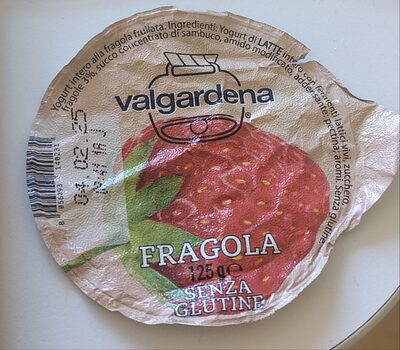 Yogurt intero alla fragola frullata. Ingredienti: Yogurt di LATTE intero con fermenti lattici vivi, zucchero,
fragole 3%, succo concentrato di sambuco, amido modificato, addensante: pectina; aromi. Senza glutine.
valgardena
®
04.02.25
FRAGOLA
125 g e
SENZA
GLUTINE